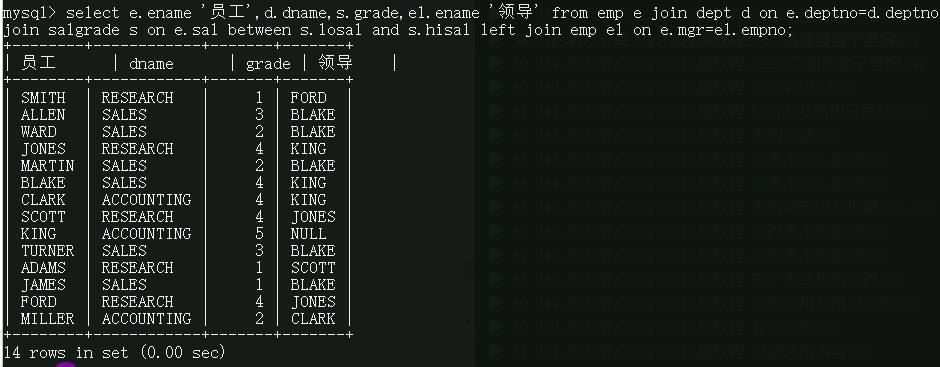 mysql> select e.ename '员工',d.dname,s.grade,e1.ename '领导' from emp e join dept d on e.deptno=d.deptno
join salgrade s on e.sal between s.losal and s.hisal left join emp e1 on e.mgr=e1.empno;
+--------+------------+-------+-------+
| 员工 | dname | grade | 领导 |
+--------+------------+-------+-------+
| SMITH | RESEARCH | 1 | FORD |
| ALLEN | SALES | 3 | BLAKE |
| WARD | SALES | 2 | BLAKE |
| JONES | RESEARCH | 4 | KING |
| MARTIN | SALES | 2 | BLAKE |
| BLAKE | SALES | 4 | KING |
| CLARK | ACCOUNTING | 4 | KING |
| SCOTT | RESEARCH | 4 | JONES |
| KING | ACCOUNTING | 5 | NULL |
| TURNER | SALES | 3 | BLAKE |
| ADAMS | RESEARCH | 1 | SCOTT |
| JAMES | SALES | 1 | BLAKE |
| FORD | RESEARCH | 4 | JONES |
| MILLER | ACCOUNTING | 2 | CLARK |
+--------+------------+-------+-------+
14 rows in set (0.00 sec)